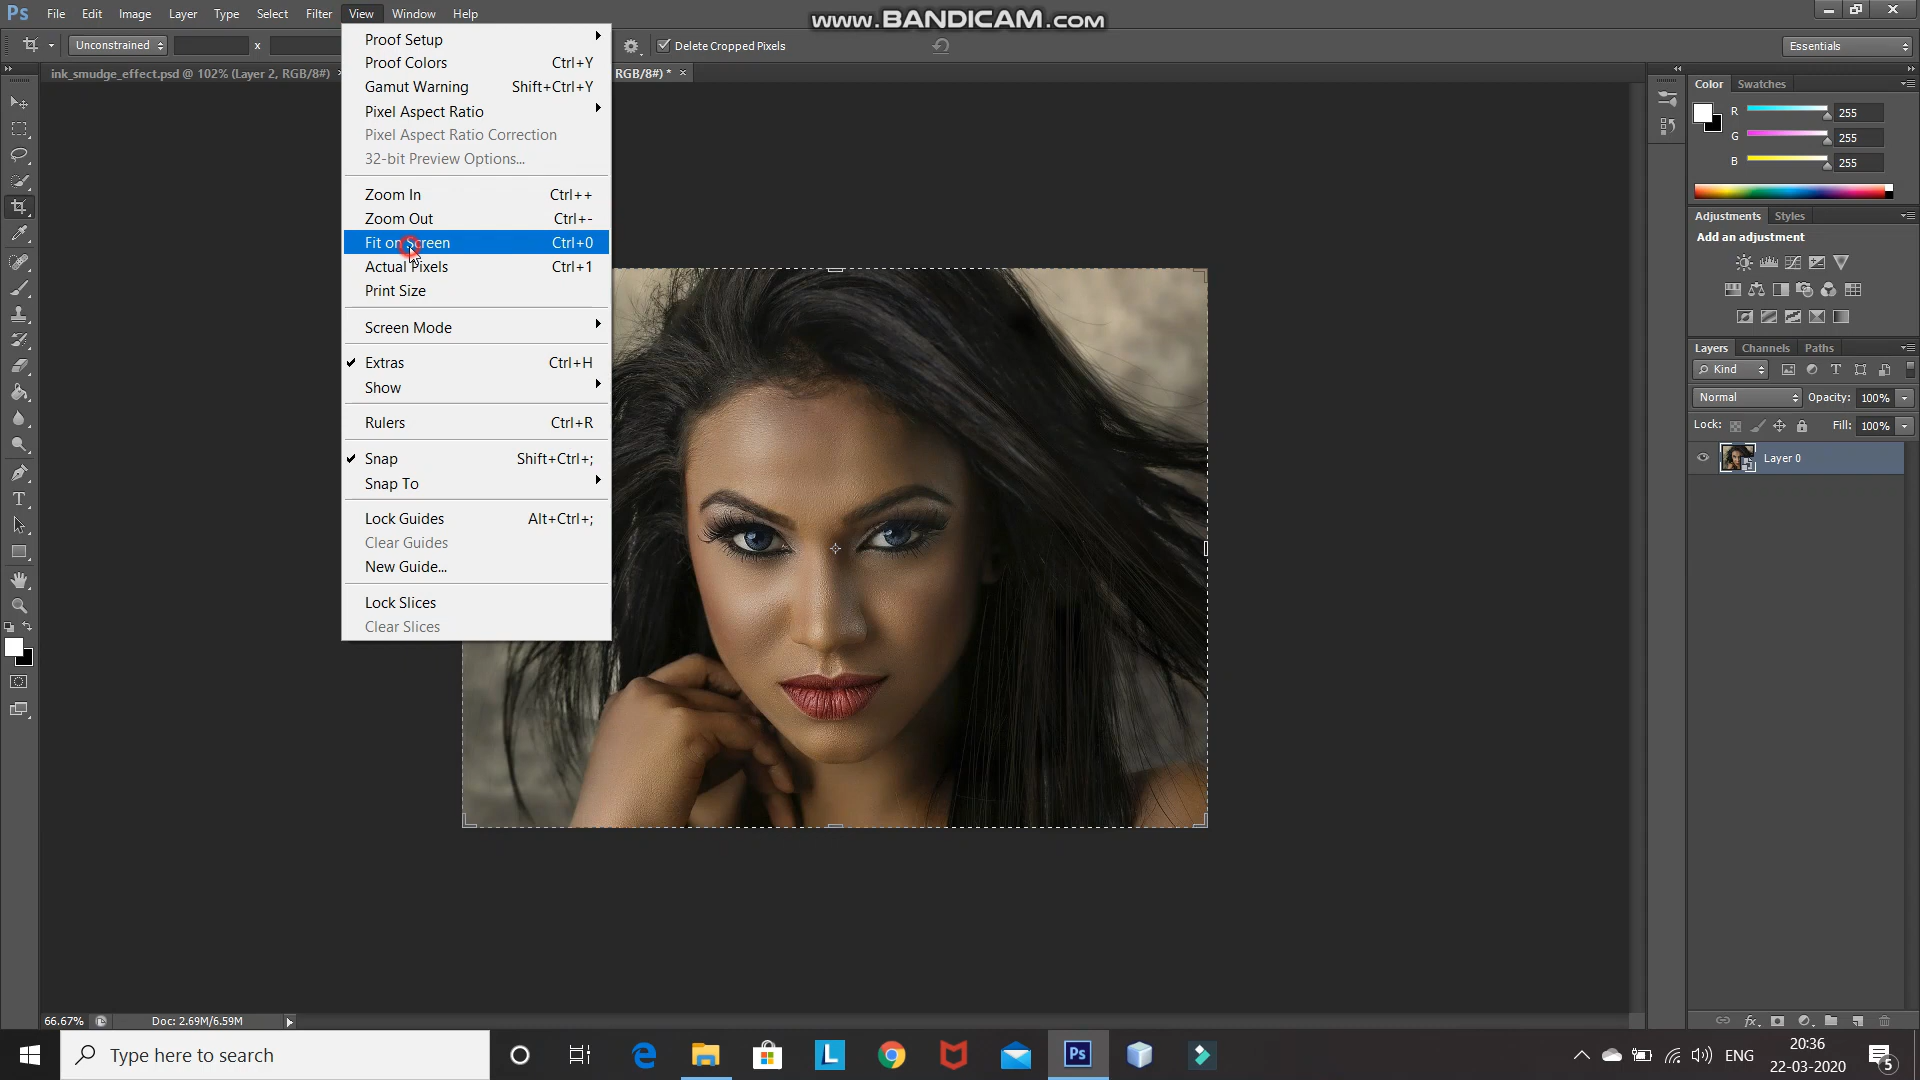 Ps File Edit Image Layer Type Select Filter View Window Help
www.BANDICAM.com
Unconstrained x Delete Cropped Pixels Essentials
ink_smudge_effect.psd @ 102% (Layer 2, RGB/8#) × RGB/8#) * ×
Proof Setup
Proof Colors Ctrl+Y
Gamut Warning Shift+Ctrl+Y
Pixel Aspect Ratio
Pixel Aspect Ratio Correction
32-bit Preview Options...
Zoom In Ctrl++
Zoom Out Ctrl+-
Fit on Screen Ctrl+0
Actual Pixels Ctrl+1
Print Size
Screen Mode
Extras Ctrl+H
Show
Rulers Ctrl+R
Snap Shift+Ctrl+;
Snap To
Lock Guides Alt+Ctrl+;
Clear Guides
New Guide...
Lock Slices
Clear Slices
Color Swatches
R 255
G 255
B 255
Adjustments Styles
Add an adjustment
Layers Channels Paths
Kind
Normal Opacity: 100%
Lock: Fill: 100%
Layer 0
66.67% Doc: 2.69M/6.59M
Type here to search
L
Ps
ENG
20:36
22-03-2020
5